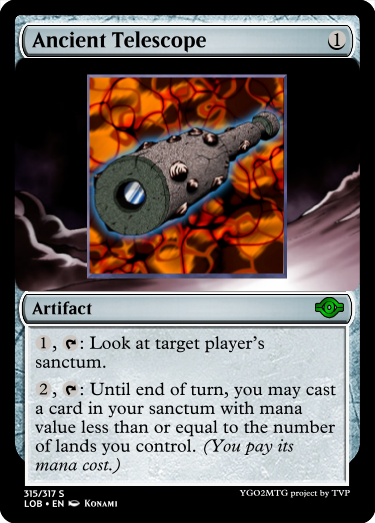 Ancient Telescope 1
Artifact
1, : Look at target player's
sanctum.
2, : Until end of turn, you may cast
a card in your sanctum with mana
value less than or equal to the number
of lands you control. (You pay its
mana cost.)
315/317 S
LOB • EN Konami
YGO2MTG project by TVP